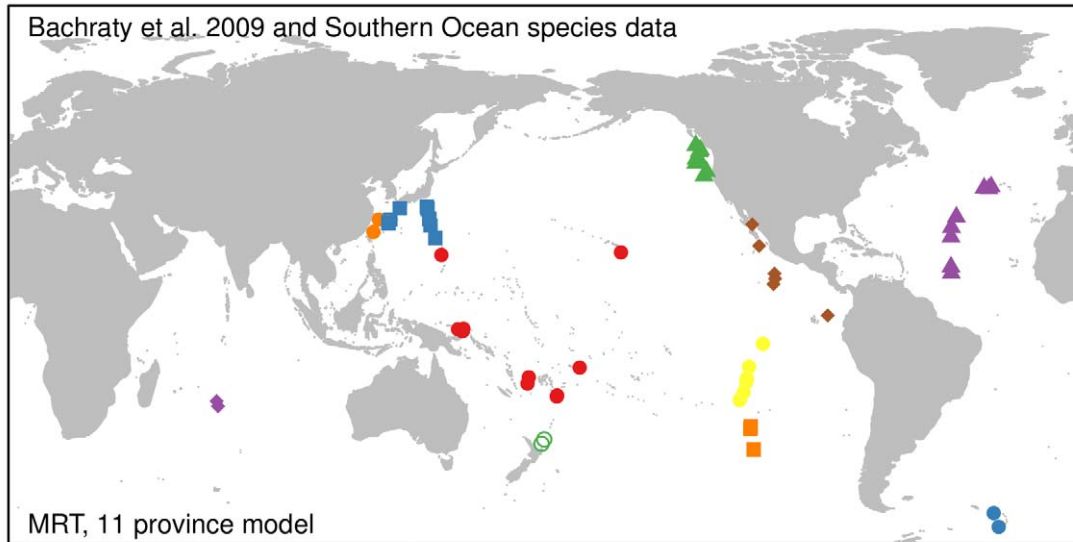 Bachraty et al. 2009 and Southern Ocean species data
MRT, 11 province model